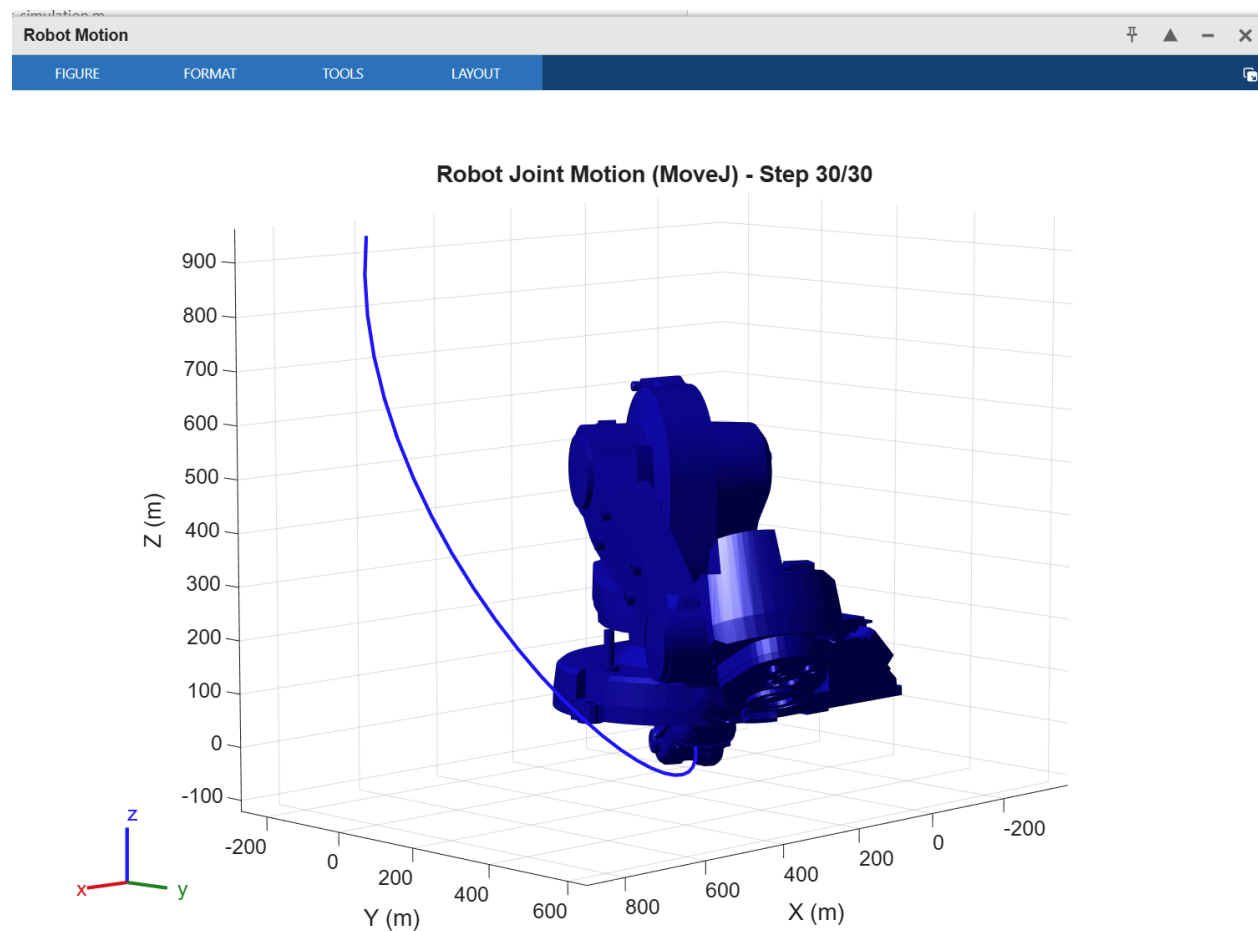 simulation.m
Robot Motion
FIGURE FORMAT TOOLS LAYOUT
Robot Joint Motion (MoveJ) - Step 30/30
900
800
700
600
500
400
300
200
100
0
-100
Z (m)
-200
0
200
400
600
Y (m)
800
600
400
200
0
-200
X (m)
z
x
y